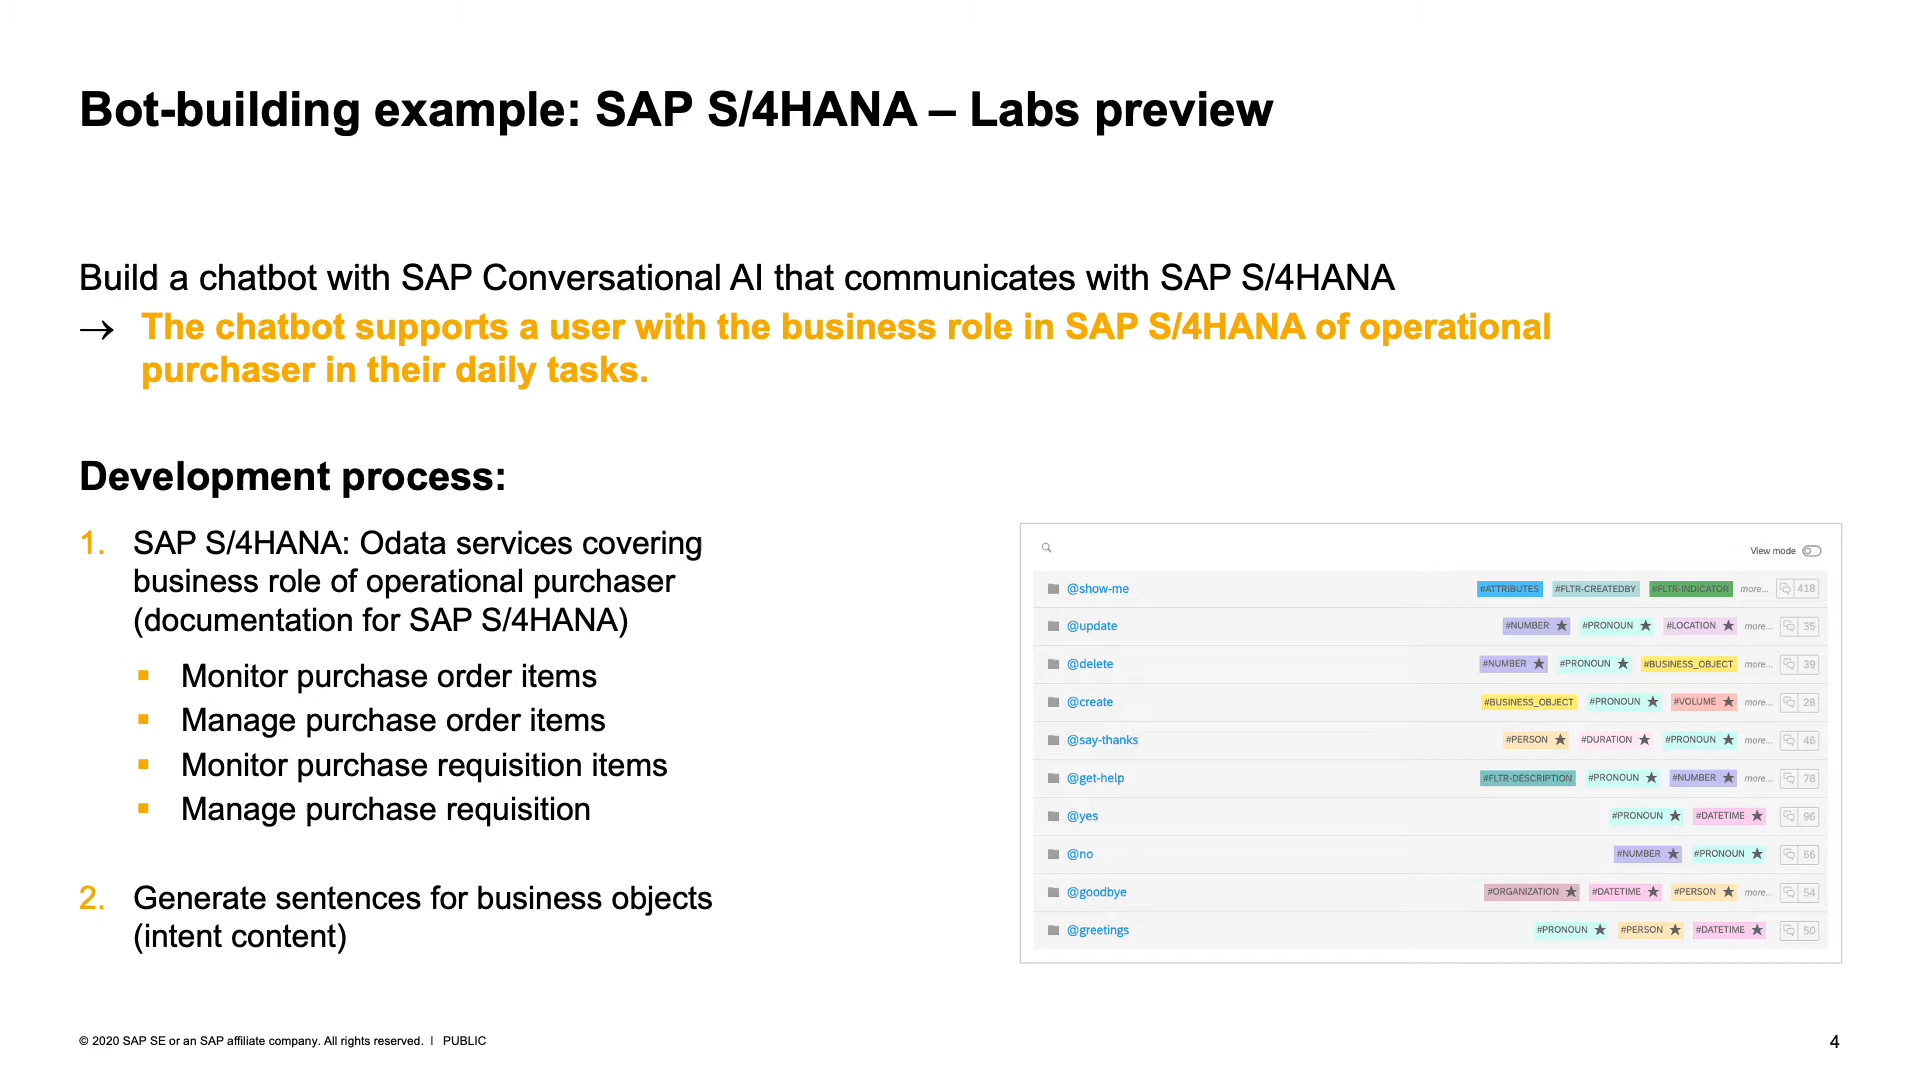 Bot-building example: SAP S/4HANA – Labs preview
Build a chatbot with SAP Conversational AI that communicates with SAP S/4HANA
→ The chatbot supports a user with the business role in SAP S/4HANA of operational
purchaser in their daily tasks.
Development process:
1. SAP S/4HANA: Odata services covering
business role of operational purchaser
(documentation for SAP S/4HANA)
▪ Monitor purchase order items
▪ Manage purchase order items
▪ Monitor purchase requisition items
▪ Manage purchase requisition
2. Generate sentences for business objects
(intent content)
View mode
@show-me #ATTRIBUTES #FLTR-CREATEDBY #FLTR-INDICATOR more... 418
@update #NUMBER ★ #PRONOUN ★ #LOCATION ★ more... 35
@delete #NUMBER ★ #PRONOUN ★ #BUSINESS_OBJECT more... 39
@create #BUSINESS_OBJECT #PRONOUN ★ #VOLUME ★ more... 28
@say-thanks #PERSON ★ #DURATION ★ #PRONOUN ★ more... 46
@get-help #FLTR-DESCRIPTION #PRONOUN ★ #NUMBER ★ more... 78
@yes #PRONOUN ★ #DATETIME ★ 96
@no #NUMBER ★ #PRONOUN ★ 66
@goodbye #ORGANIZATION ★ #DATETIME ★ #PERSON ★ more... 54
@greetings #PRONOUN ★ #PERSON ★ #DATETIME ★ 50
© 2020 SAP SE or an SAP affiliate company. All rights reserved. | PUBLIC
4